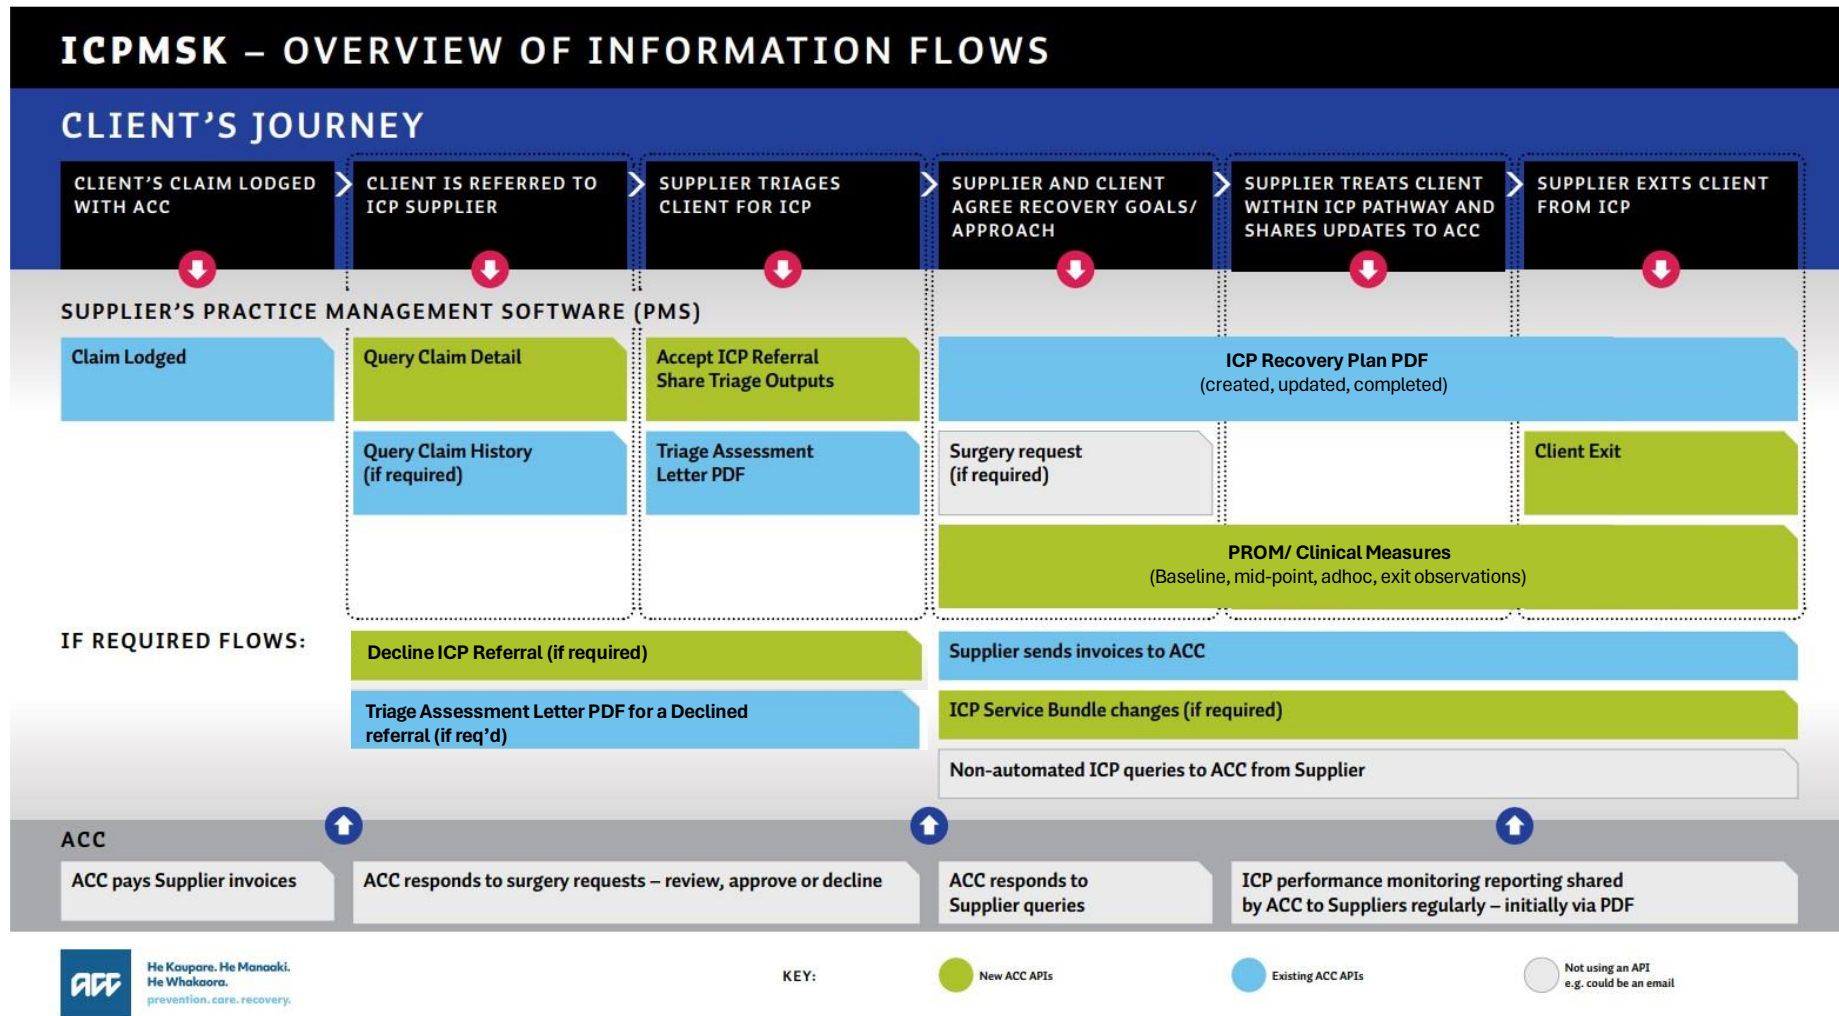 ICPMSK – OVERVIEW OF INFORMATION FLOWS
CLIENT'S JOURNEY
CLIENT'S CLAIM LODGED
WITH ACC
CLIENT IS REFERRED TO
ICP SUPPLIER
SUPPLIER TRIAGES
CLIENT FOR ICP
SUPPLIER AND CLIENT
AGREE RECOVERY GOALS/
APPROACH
SUPPLIER TREATS CLIENT
WITHIN ICP PATHWAY AND
SHARES UPDATES TO ACC
SUPPLIER EXITS CLIENT
FROM ICP
SUPPLIER'S PRACTICE MANAGEMENT SOFTWARE (PMS)
Claim Lodged
Query Claim Detail
Accept ICP Referral
Share Triage Outputs
ICP Recovery Plan PDF
(created, updated, completed)
Query Claim History
(if required)
Triage Assessment
Letter PDF
Surgery request
(if required)
Client Exit
PROM/ Clinical Measures
(Baseline, mid-point, adhoc, exit observations)
IF REQUIRED FLOWS:
Decline ICP Referral (if required)
Supplier sends invoices to ACC
Triage Assessment Letter PDF for a Declined
referral (if req'd)
ICP Service Bundle changes (if required)
Non-automated ICP queries to ACC from Supplier
ACC
ACC pays Supplier invoices
ACC responds to surgery requests – review, approve or decline
ACC responds to
Supplier queries
ICP performance monitoring reporting shared
by ACC to Suppliers regularly – initially via PDF
acc
He Kaupare. He Manaaki.
He Whakaora.
prevention. care. recovery.
KEY:
New ACC APIs
Existing ACC APIs
Not using an API
e.g. could be an email